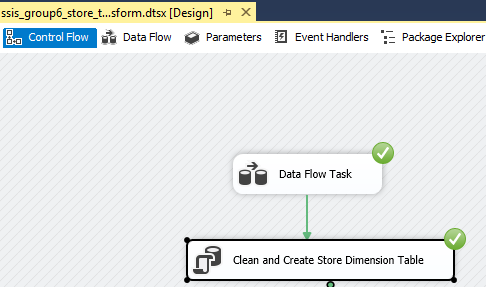 ssis_group6_store_t...sform.dtsx [Design]
Control Flow Data Flow Parameters Event Handlers Package Explorer
Data Flow Task
Clean and Create Store Dimension Table